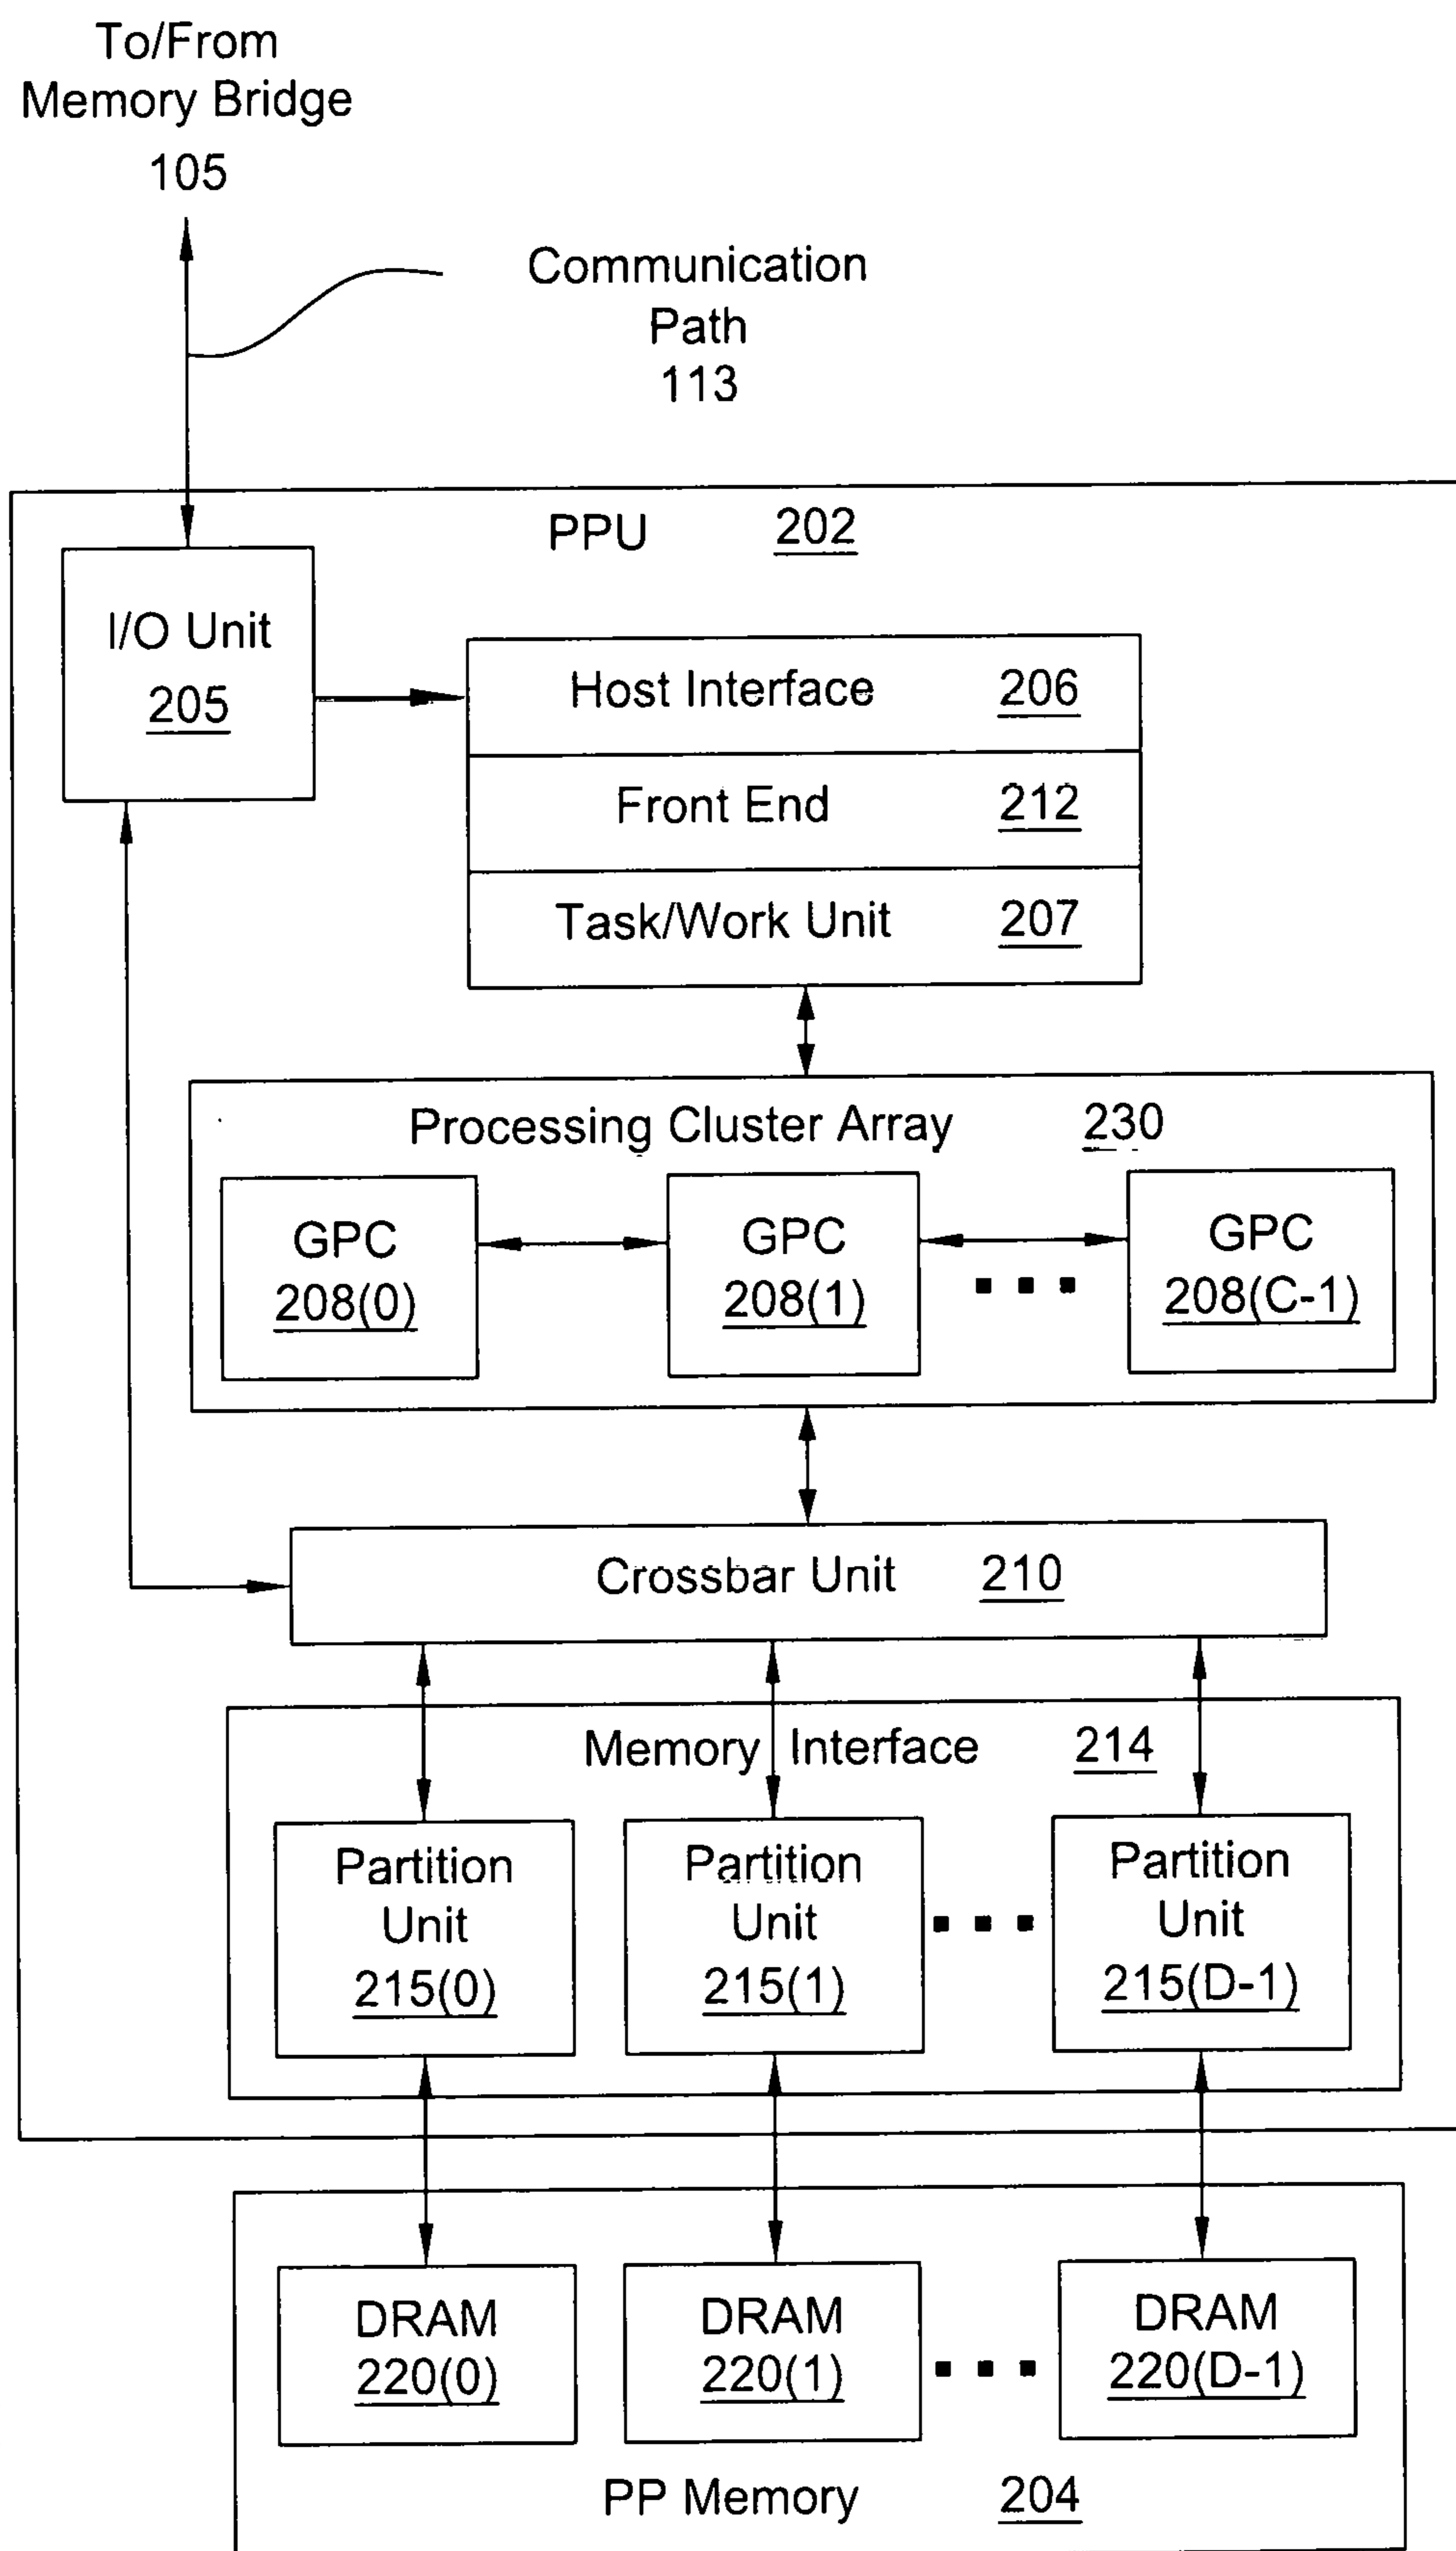 To/From
Memory Bridge
105
Communication
Path
113
PPU 202
I/O Unit
205
Host Interface 206
Front End 212
Task/Work Unit 207
Processing Cluster Array 230
GPC
208(0)
GPC
208(1)
GPC
208(C-1)
Crossbar Unit 210
Memory Interface 214
Partition
Unit
215(0)
Partition
Unit
215(1)
Partition
Unit
215(D-1)
DRAM
220(0)
DRAM
220(1)
DRAM
220(D-1)
PP Memory 204